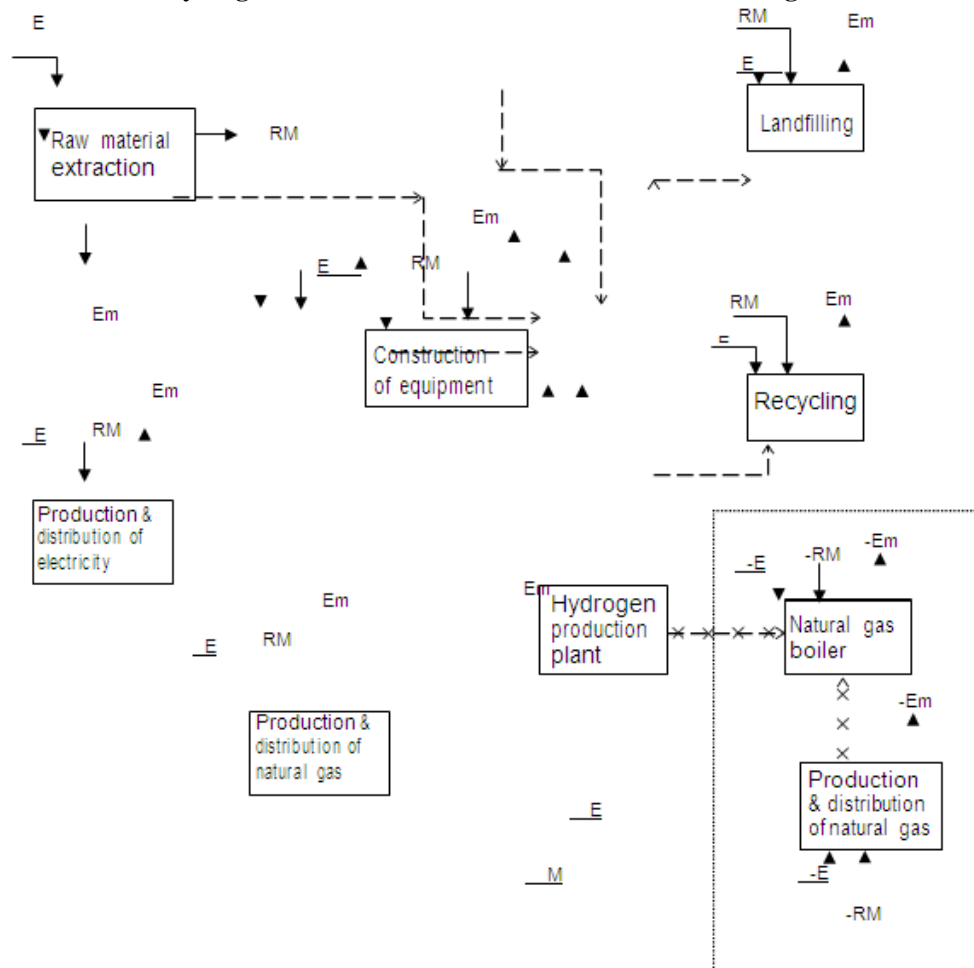 E
RM
Em
E
Landfilling
Raw material
extraction
RM
Em
E
RM
Em
RM
Em
E
Construction
of equipment
Recycling
Em
E
RM
Production &
distribution of
electricity
-Em
-RM
-E
Em
Em
Hydrogen
production
plant
Natural gas
boiler
RM
E
-Em
Production &
distribution of
natural gas
Production
& distribution
of natural gas
E
M
-E
-RM